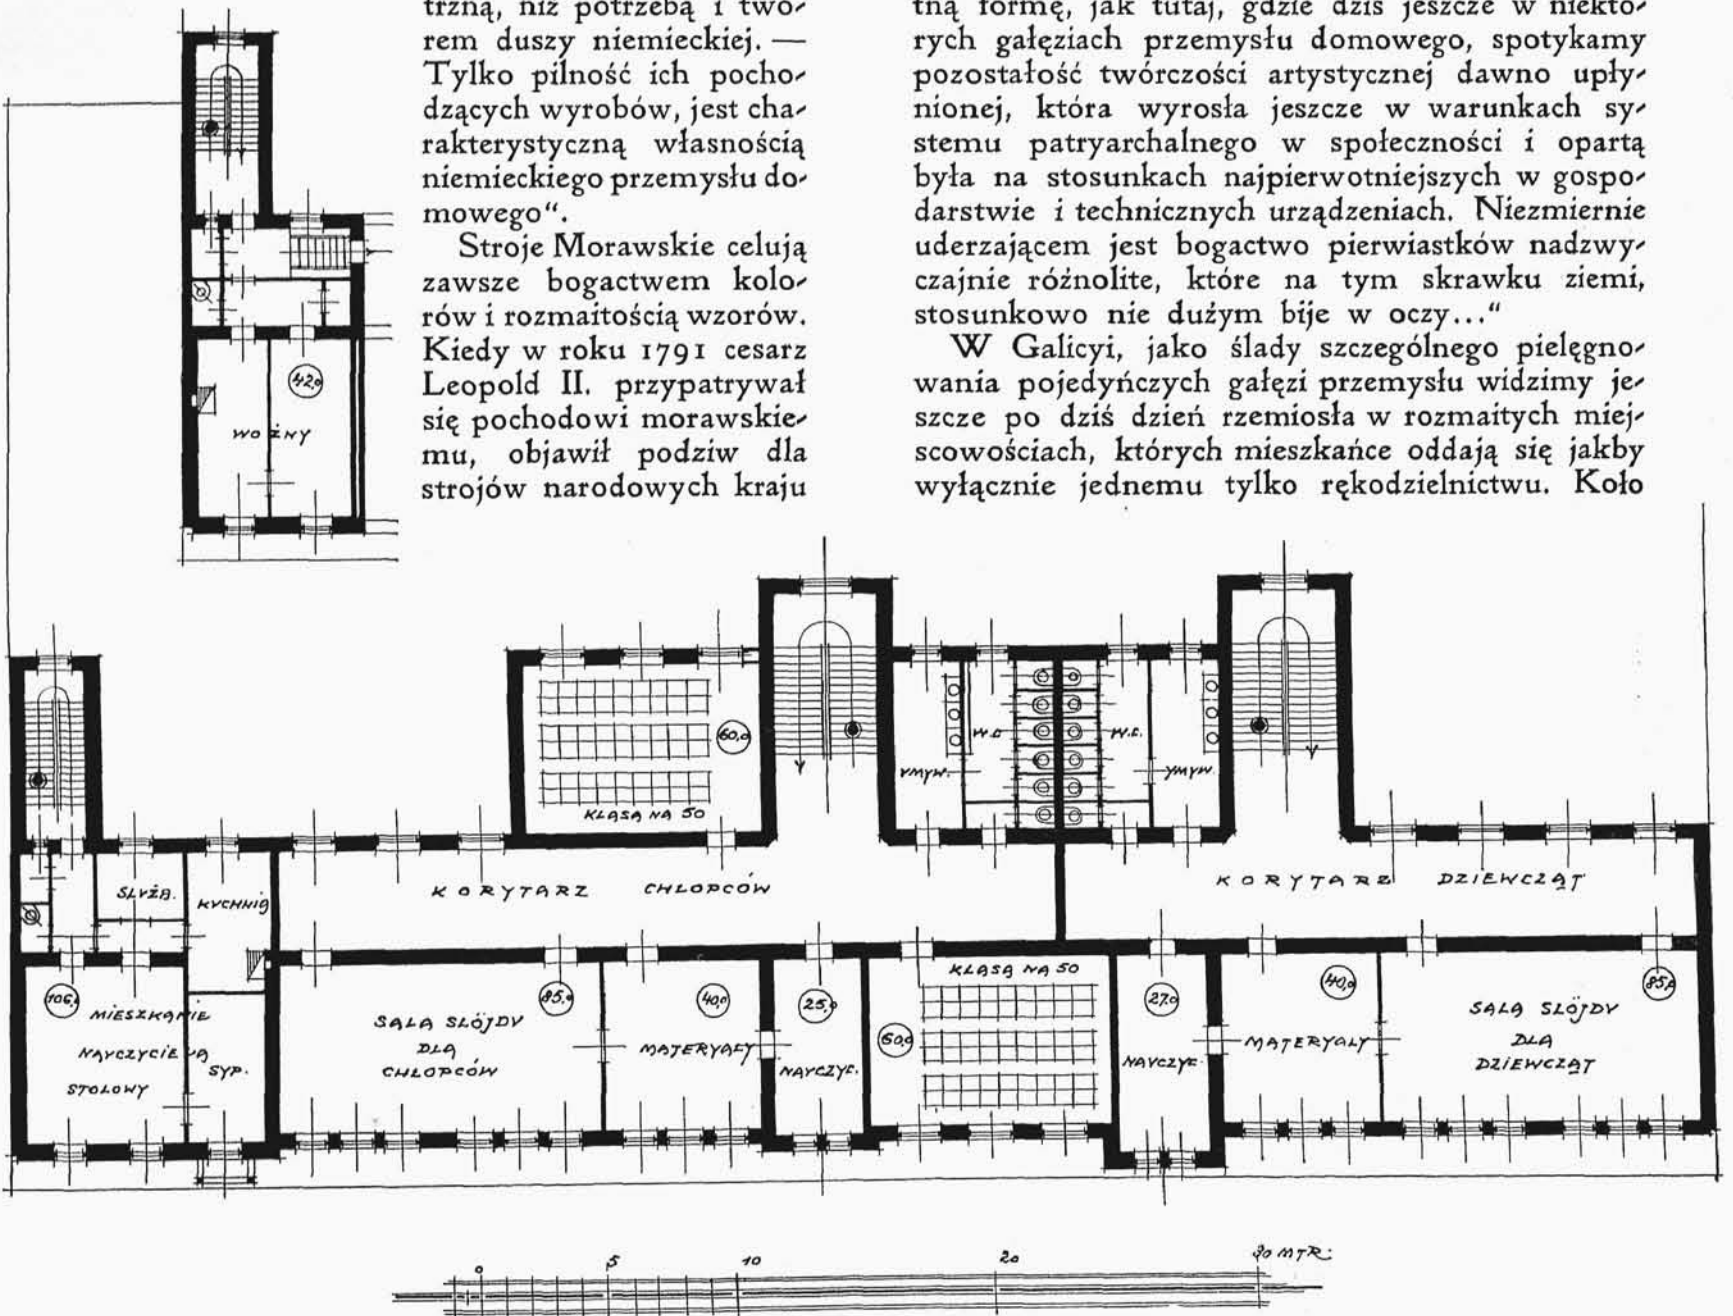 trzną, niż potrzebą i two-
rem duszy niemieckiej. —
Tylko pilność ich pocho-
dzących wyrobów, jest cha-
rakterystyczną własnością
niemieckiego przemysłu do-
mowego“.
Stroje Morawskie celują
zawsze bogactwem kolo-
rów i rozmaitością wzorów.
Kiedy w roku 1791 cesarz
Leopold II. przypatrywał
się pochodowi morawskie-
mu, objawił podziw dla
strojów narodowych kraju
tną formę, jak tutaj, gdzie dziś jeszcze w niektó-
rych gałęziach przemysłu domowego, spotykamy
pozostałość twórczości artystycznej dawno upły-
nionej, która wyrosła jeszcze w warunkach sy-
stemu patryarchalnego w społeczności i opartą
była na stosunkach najpierwotniejszych w gospo-
darstwie i technicznych urządzeniach. Niezmiernie
uderzającem jest bogactwo pierwiastków nadzwy-
czajnie różnolite, które na tym skrawku ziemi,
stosunkowo nie dużym bije w oczy...“
W Galicyi, jako ślady szczególnego pielęgno-
wania pojedyńczych gałęzi przemysłu widzimy je-
szcze po dziś dzień rzemiosła w rozmaitych miej-
scowościach, których mieszkańce oddają się jakby
wyłącznie jednemu tylko rękodzielnictwu. Koło
42,0
WOŹNY
60,0
KLASA NA 50
UMYW.
W.C
W.C.
UMYW.
SŁUŻB.
KUCHNIA
KORYTARZ CHŁOPCÓW
KORYTARZ DZIEWCZĄT
106,0
MIESZKANIE
NAUCZYCIELA
STOŁOWY
SYP.
85,0
SALA SLÖJDU
DLA
CHŁOPCÓW
40,0
MATERYAŁY
25,0
NAUCZYC.
KLASA NA 50
60,0
27,0
NAUCZYC.
40,0
MATERYAŁY
85,0
SALA SLÖJDU
DLA
DZIEWCZĄT
0 5 10 20 30 MTR.